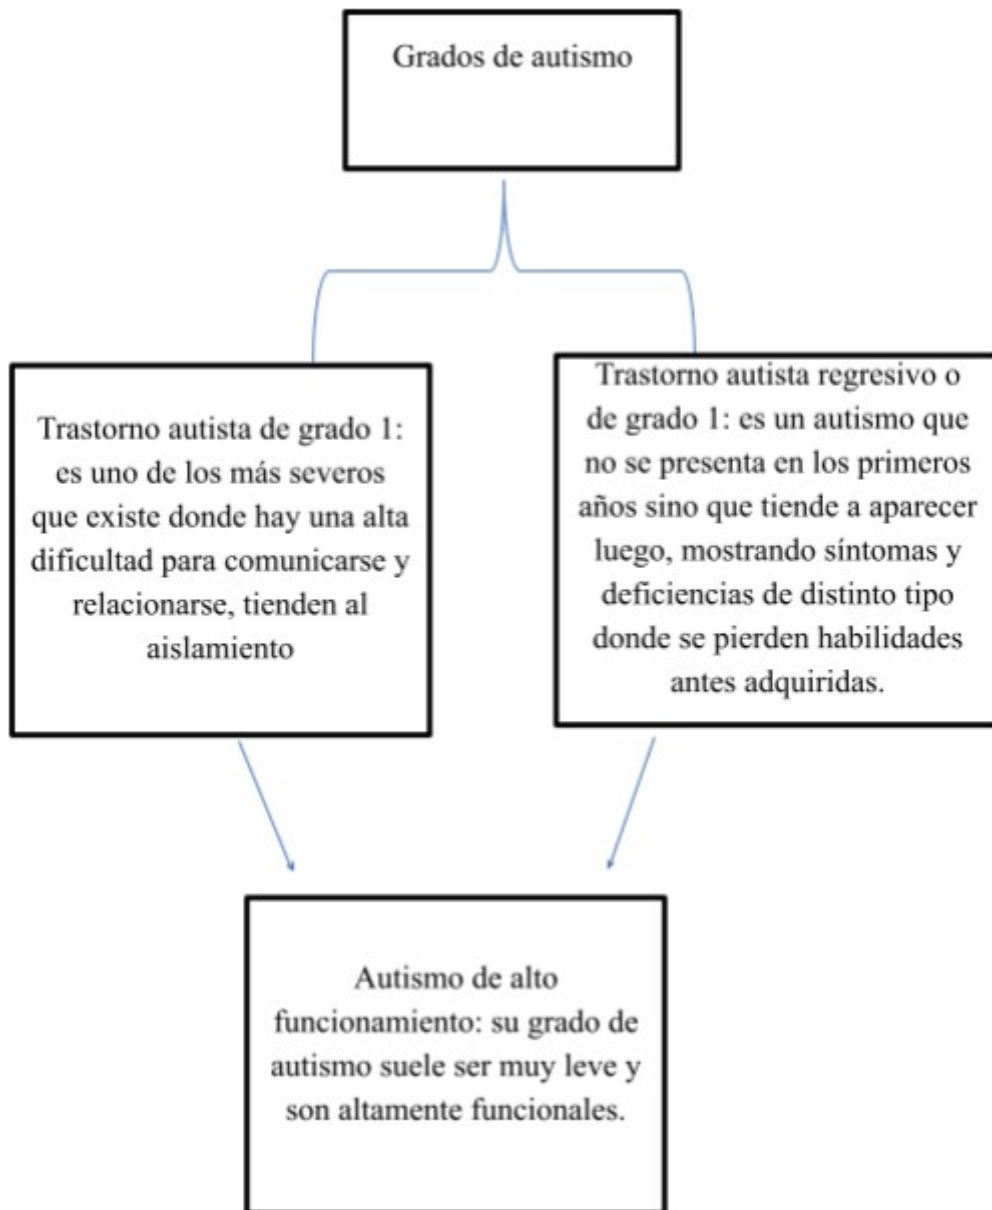 Grados de autismo
Trastorno autista de grado 1:
es uno de los más severos
que existe donde hay una alta
dificultad para comunicarse y
relacionarse, tienden al
aislamiento
Trastorno autista regresivo o
de grado 1: es un autismo que
no se presenta en los primeros
años sino que tiende a aparecer
luego, mostrando síntomas y
deficiencias de distinto tipo
donde se pierden habilidades
antes adquiridas.
Autismo de alto
funcionamiento: su grado de
autismo suele ser muy leve y
son altamente funcionales.